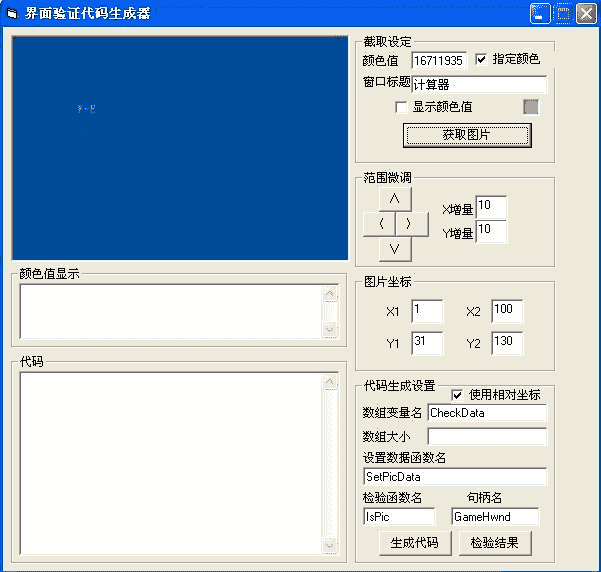 界面验证代码生成器
截取设定
颜色值 16711935 指定颜色
窗口标题 计算器
显示颜色值
获取图片
范围微调
X增量 10
Y增量 10
颜色值显示
图片坐标
X1 1 X2 100
Y1 31 Y2 130
代码
代码生成设置
使用相对坐标
数组变量名 CheckData
数组大小
设置数据函数名
SetPicData
检验函数名 句柄名
IsPic GameHwnd
生成代码 检验结果